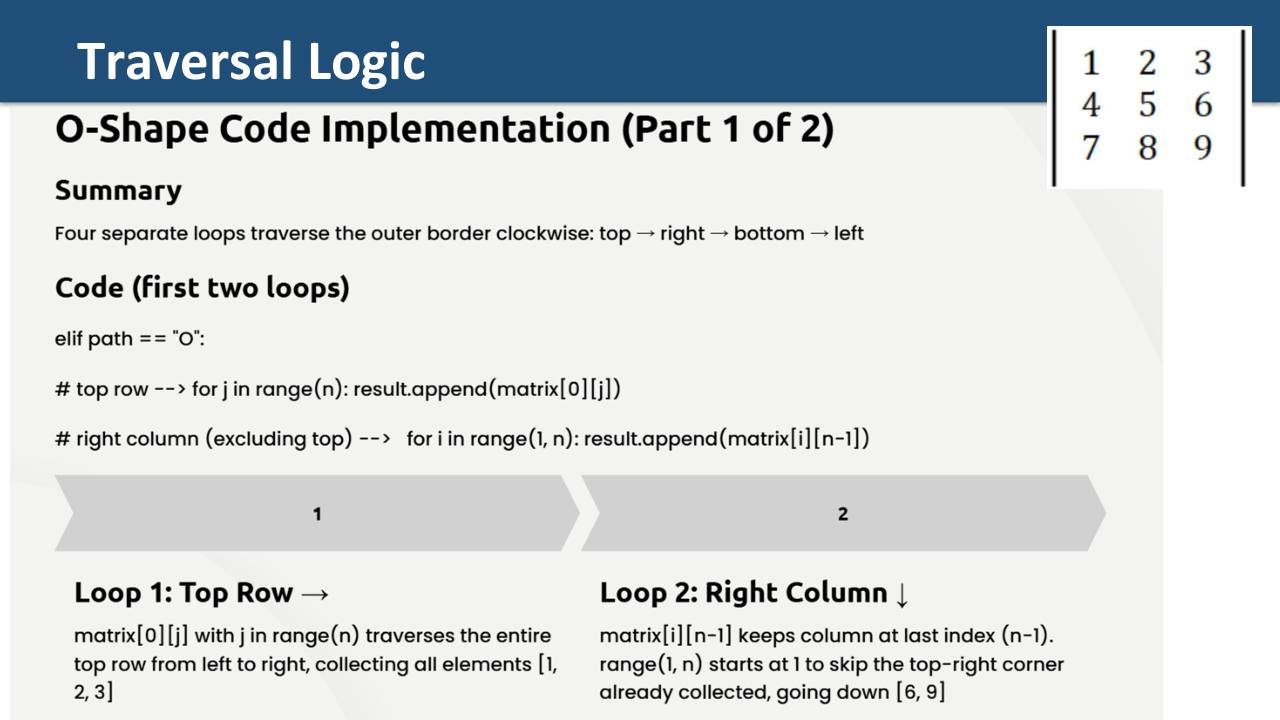 Traversal Logic
1 2 3
4 5 6
7 8 9
O-Shape Code Implementation (Part 1 of 2)
Summary
Four separate loops traverse the outer border clockwise: top → right → bottom → left
Code (first two loops)
elif path == "O":
# top row --> for j in range(n): result.append(matrix[0][j])
# right column (excluding top) --> for i in range(1, n): result.append(matrix[i][n-1])
1
2
Loop 1: Top Row →
matrix[0][j] with j in range(n) traverses the entire
top row from left to right, collecting all elements [1,
2, 3]
Loop 2: Right Column ↓
matrix[i][n-1] keeps column at last index (n-1).
range(1, n) starts at 1 to skip the top-right corner
already collected, going down [6, 9]